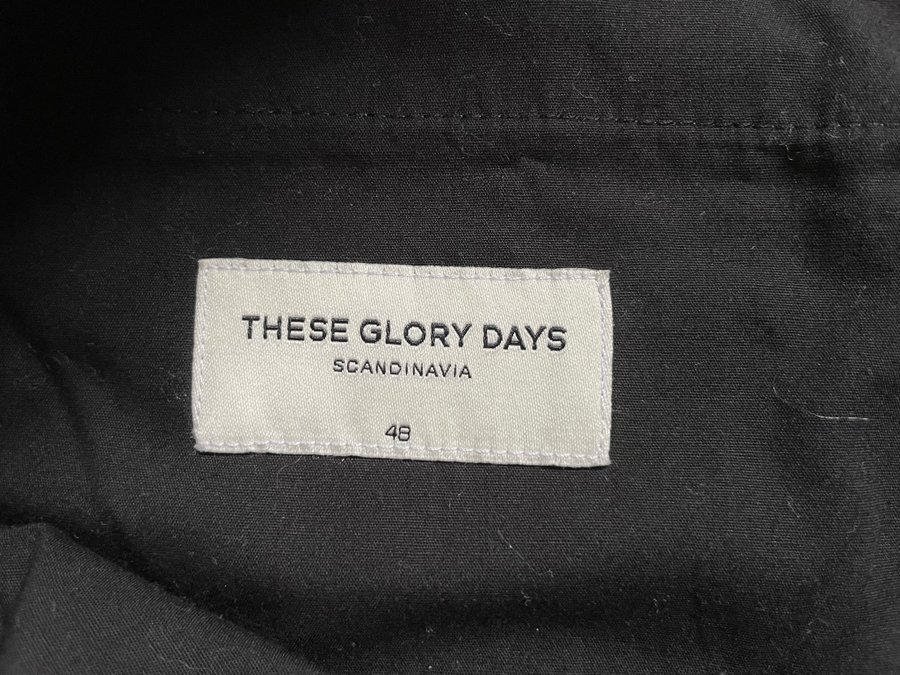 THESE GLORY DAYS
SCANDINAVIA
48